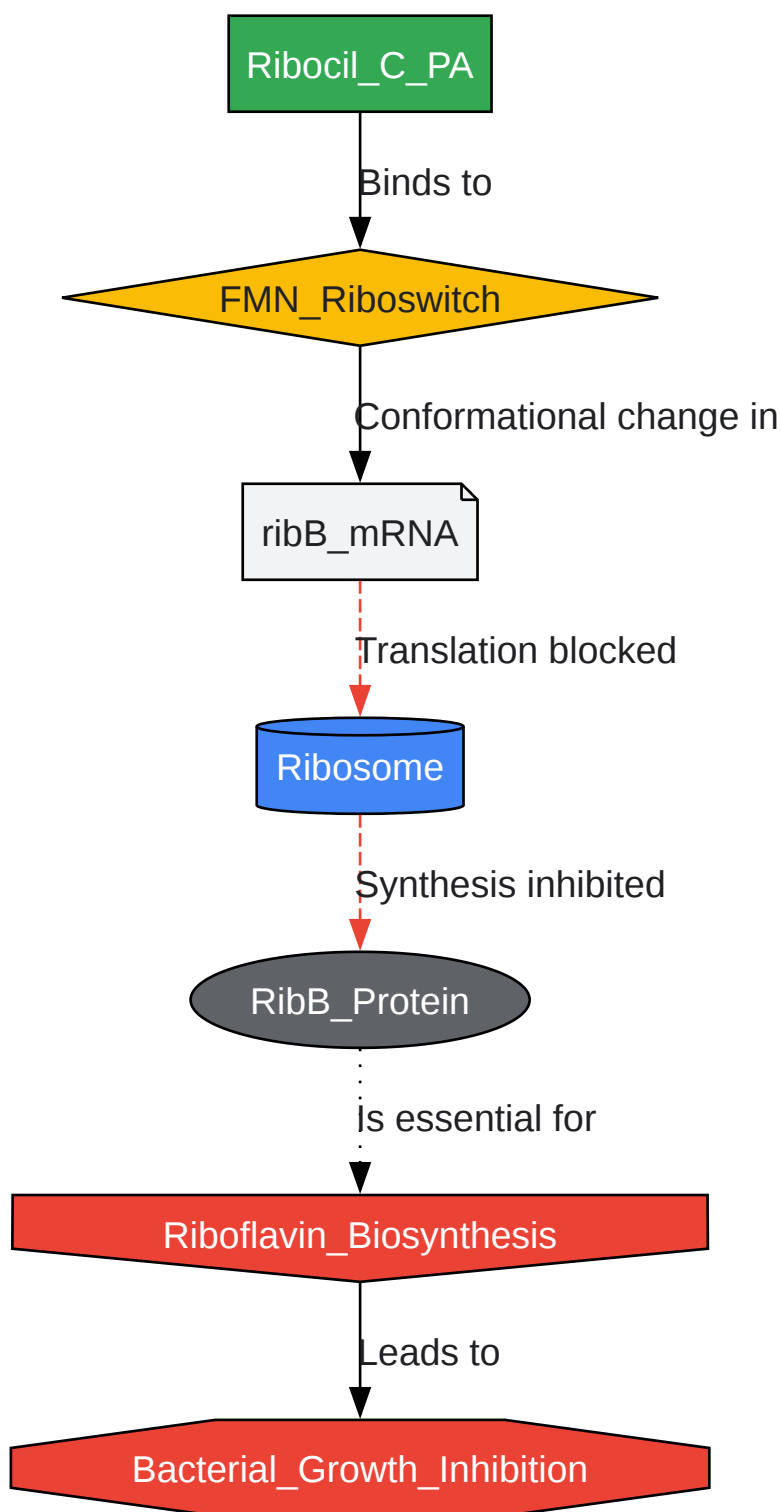 Ribocil_C_PA
Binds to
FMN_Riboswitch
Conformational change in
ribB_mRNA
Translation blocked
Ribosome
Synthesis inhibited
RibB_Protein
Is essential for
Riboflavin_Biosynthesis
Leads to
Bacterial_Growth_Inhibition